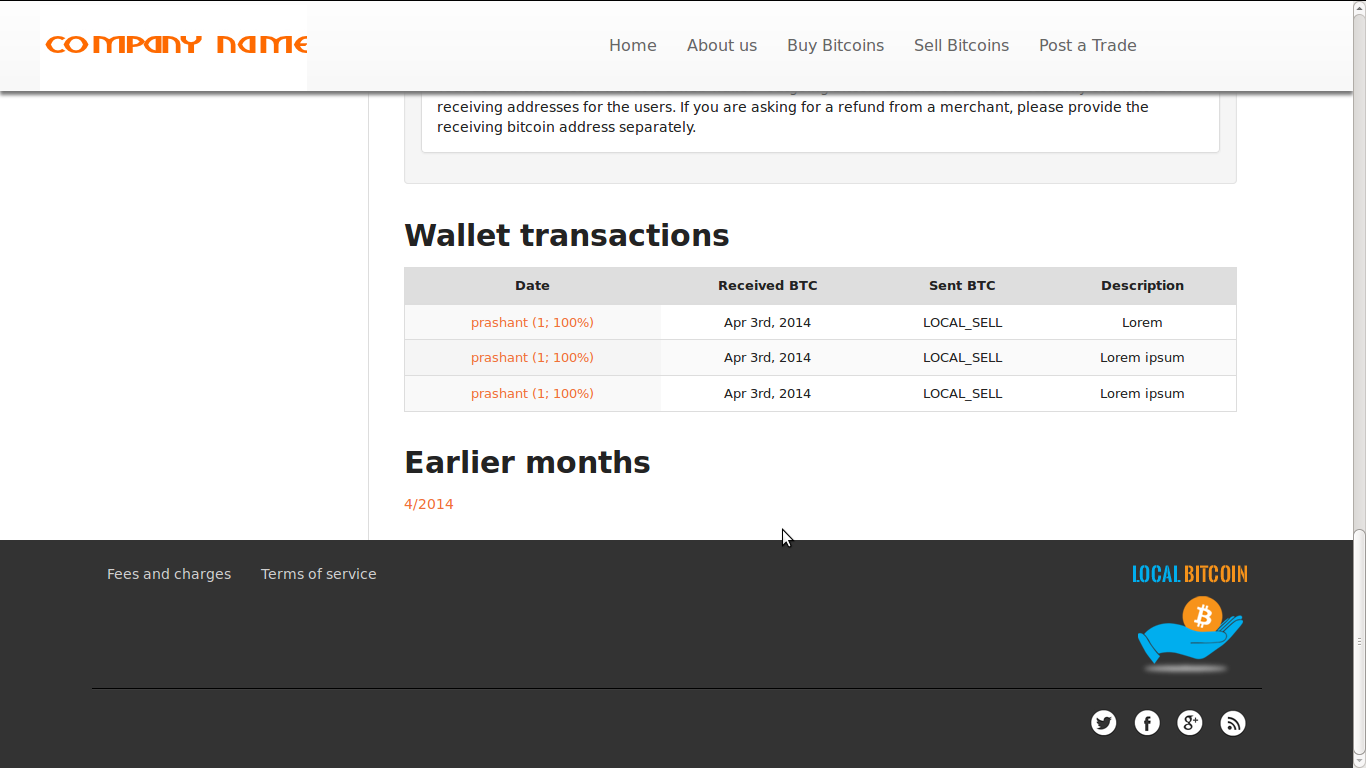 COMPANY NAME
Home About us Buy Bitcoins Sell Bitcoins Post a Trade
receiving addresses for the users. If you are asking for a refund from a merchant, please provide the
receiving bitcoin address separately.
Wallet transactions
Date Received BTC Sent BTC Description
prashant (1; 100%) Apr 3rd, 2014 LOCAL_SELL Lorem
prashant (1; 100%) Apr 3rd, 2014 LOCAL_SELL Lorem ipsum
prashant (1; 100%) Apr 3rd, 2014 LOCAL_SELL Lorem ipsum
Earlier months
4/2014
Fees and charges Terms of service
LOCAL BITCOIN